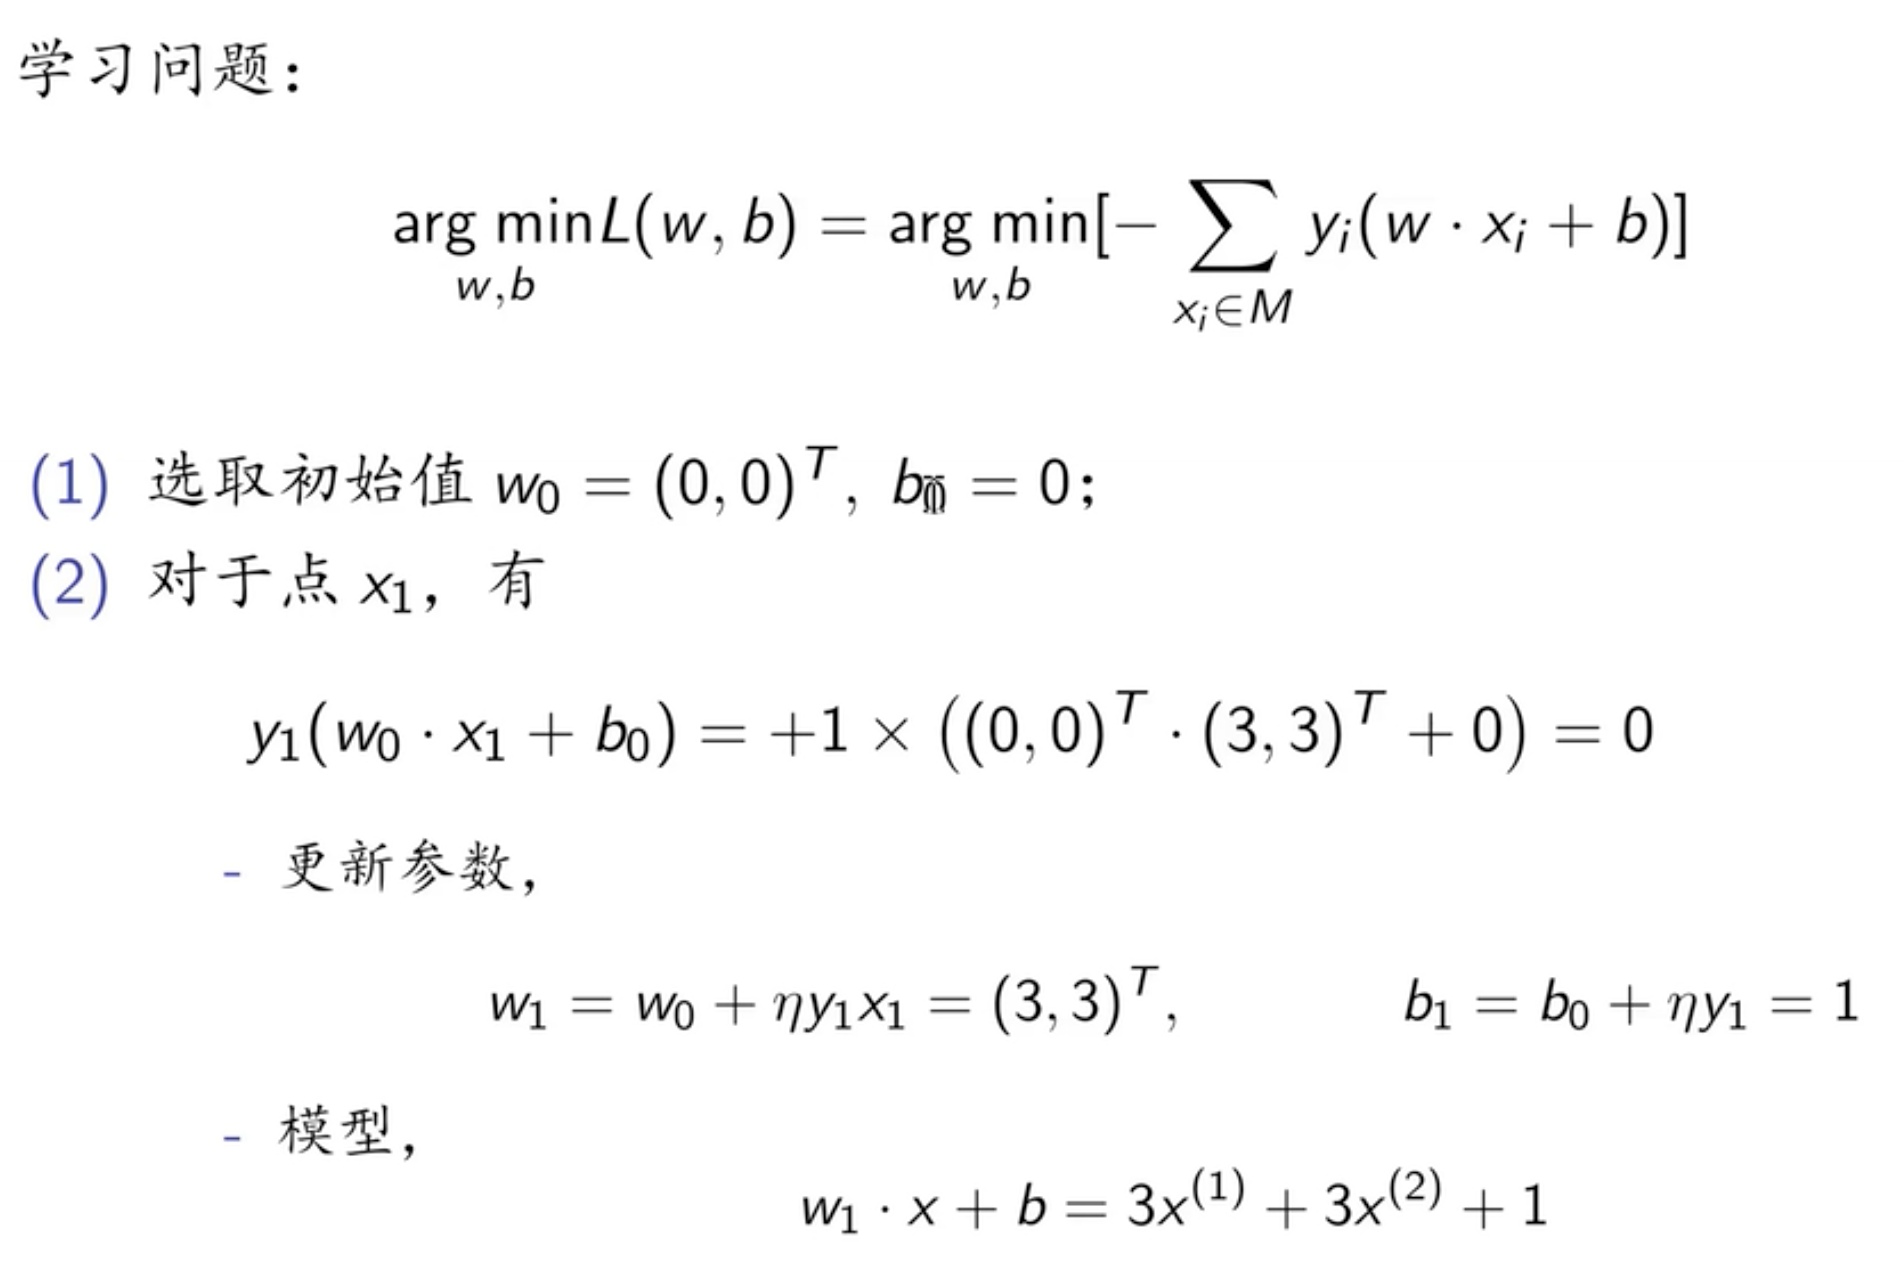 学习问题：
arg min L(w, b) = arg min[− ∑ yᵢ(w · xᵢ + b)]
w,b w,b xᵢ∈M
(1) 选取初始值 w₀ = (0, 0)ᵀ, b₀ = 0；
(2) 对于点 x₁，有
y₁(w₀ · x₁ + b₀) = +1 × ((0, 0)ᵀ · (3, 3)ᵀ + 0) = 0
- 更新参数，
w₁ = w₀ + ηy₁x₁ = (3, 3)ᵀ, b₁ = b₀ + ηy₁ = 1
- 模型，
w₁ · x + b = 3x⁽¹⁾ + 3x⁽²⁾ + 1